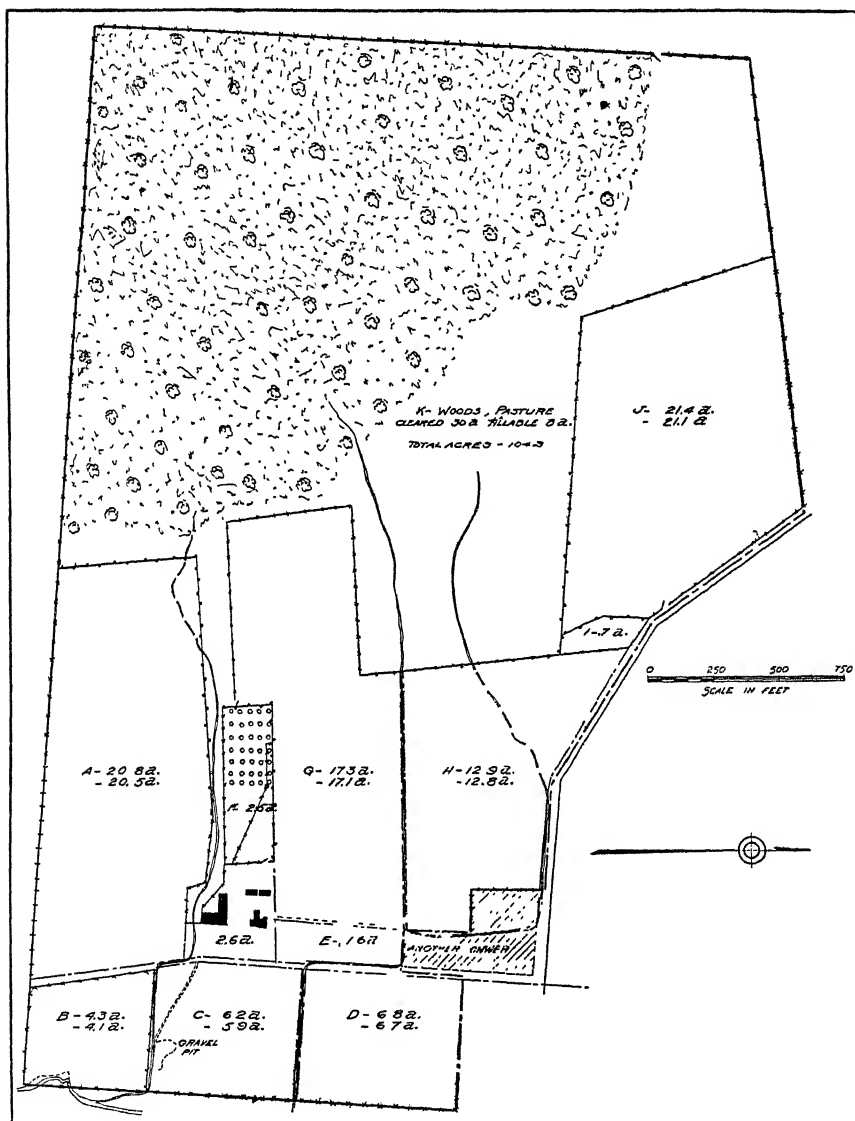 K- WOODS, PASTURE
CLEARED 30 a TILLABLE 8 a.
TOTAL ACRES - 104.3
J- 21.4 a.
- 21.1 a
1-.7 a.
0 250 500 750
SCALE IN FEET
A- 20.8 a.
- 20.5 a.
G- 17.3 a.
- 17.1 a
H- 12.9 a.
- 12.8 a.
F. 2.5 a
2.6 a.
E-, 1.6 a
ANOTHER OWNER
B- 4.3 a.
- 4.1 a.
C- 6.2 a.
- 5.9 a.
D- 6.8 a.
- 6.7 a.
GRAVEL
PIT